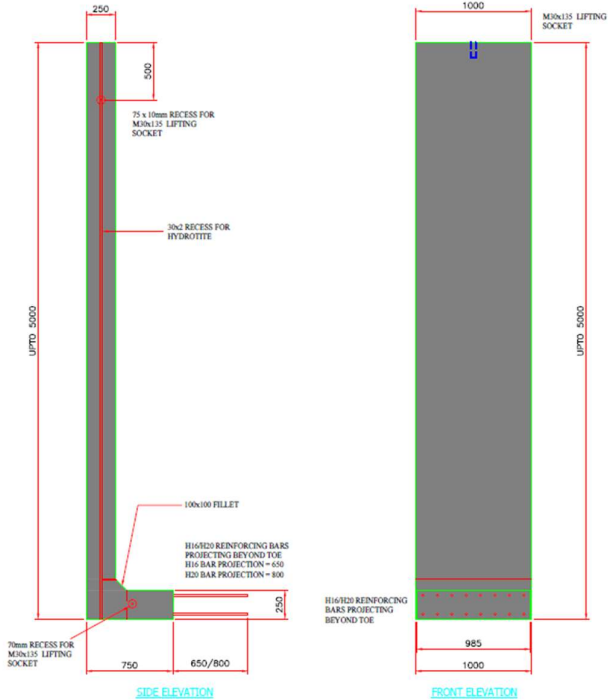 250
500
75 x 10mm RECESS FOR
M30x135 LIFTING
SOCKET
30x2 RECESS FOR
HYDROTITE
UPTO 5000
100x100 FILLET
H16/H20 REINFORCING BARS
PROJECTING BEYOND TOE
H16 BAR PROJECTION = 650
H20 BAR PROJECTION = 800
250
70mm RECESS FOR
M30x135 LIFTING
SOCKET
750
650/800
SIDE ELEVATION
1000
M30x135 LIFTING
SOCKET
UPTO 5000
H16/H20 REINFORCING
BARS PROJECTING
BEYOND TOE
985
1000
FRONT ELEVATION